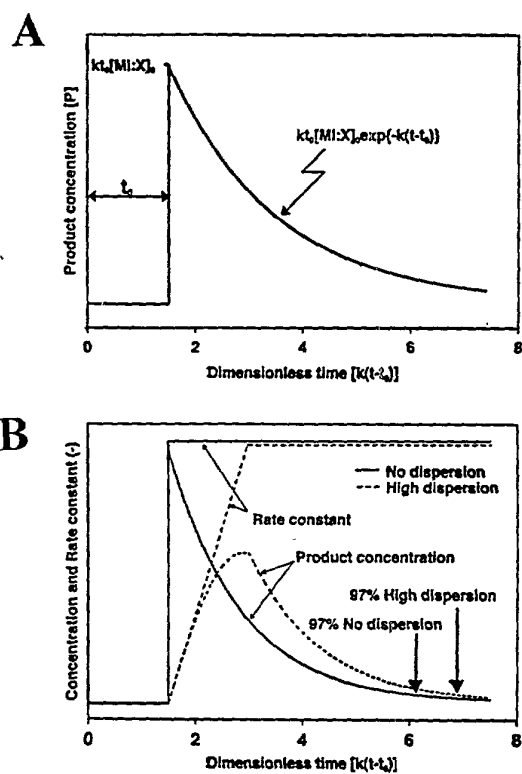 A
Product concentration [P]
kt₀[MI:X]₀
t₀
kt₀[MI:X]₀exp{-k(t-t₀)}
0 2 4 6 8
Dimensionless time [k(t-t₀)]
B
Concentration and Rate constant (-)
No dispersion
High dispersion
Rate constant
Product concentration
97% High dispersion
97% No dispersion
0 2 4 6 8
Dimensionless time [k(t-t₀)]